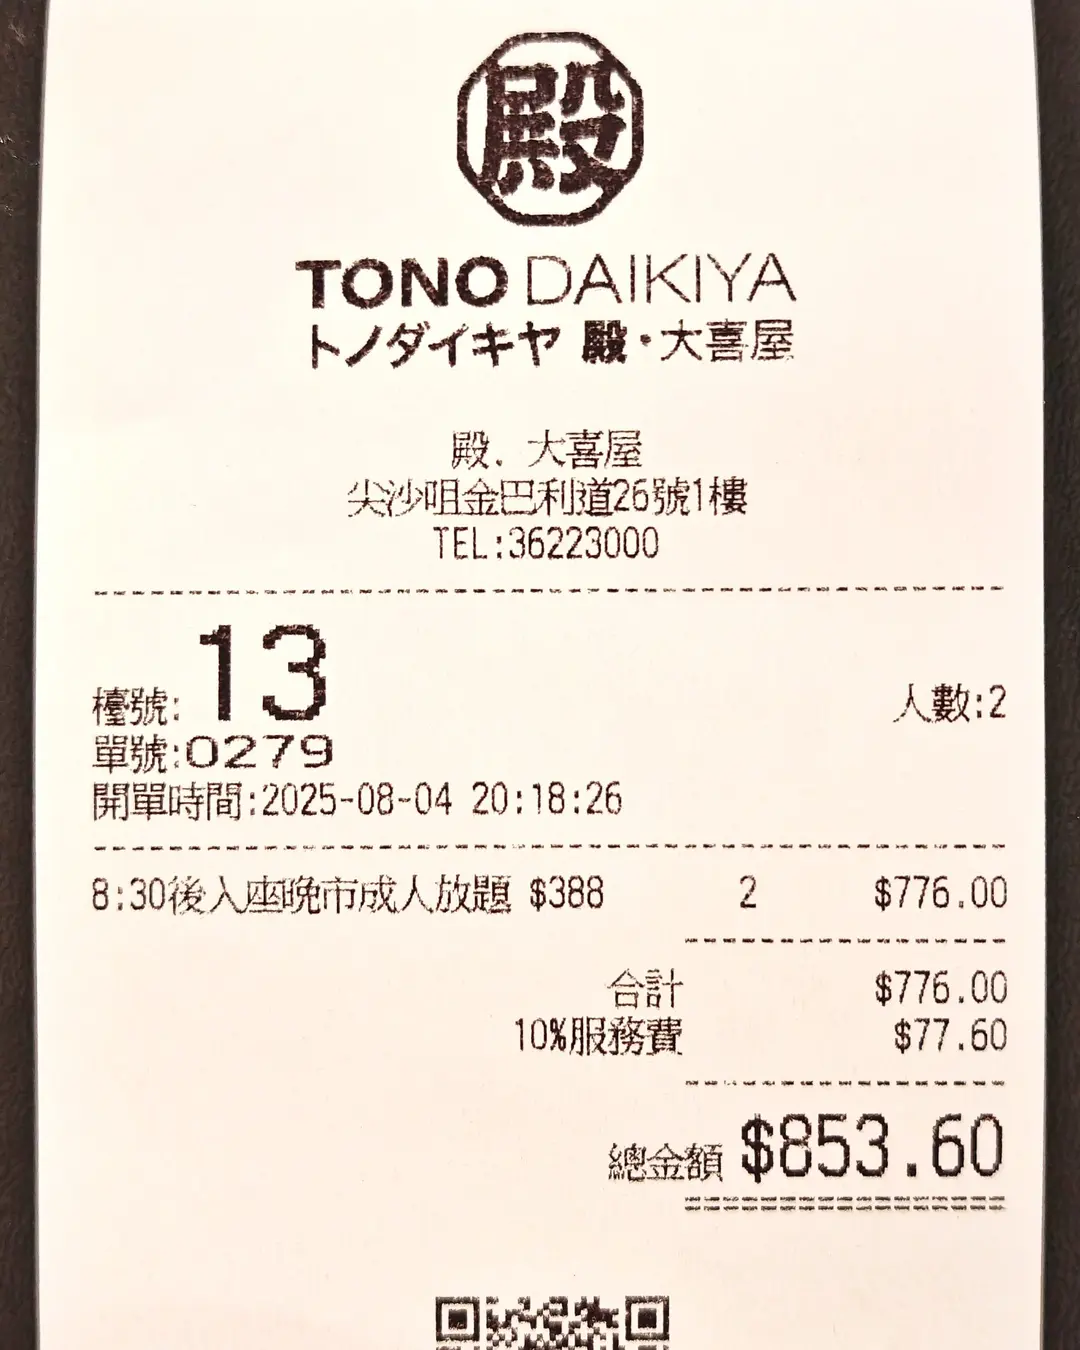 殿
TONO DAIKIYA
トノダイキヤ 殿・大喜屋
殿. 大喜屋
尖沙咀金巴利道26號1樓
TEL:36223000
檯號: 13 人數:2
單號:0279
開單時間:2025-08-04 20:18:26
8:30後入座晚市成人放題 $388 2 $776.00
合計 $776.00
10%服務費 $77.60
總金額 $853.60